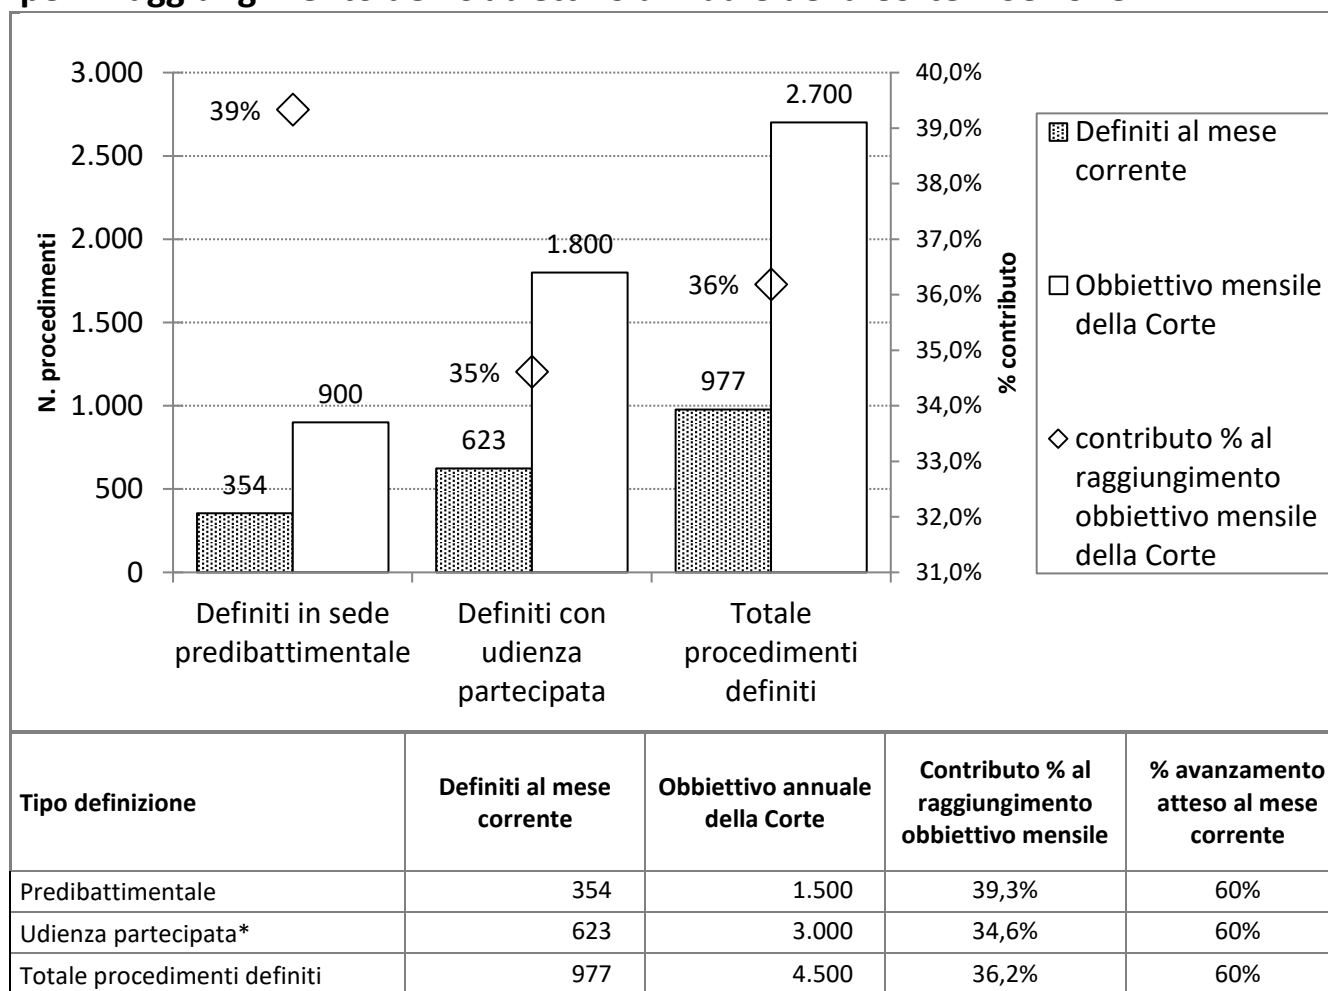 3.000
2.500
2.000
1.500
1.000
500
0
N. procedimenti
39%
35%
36%
354
900
623
1.800
977
2.700
40,0%
39,0%
38,0%
37,0%
36,0%
35,0%
34,0%
33,0%
32,0%
31,0%
% contributo
Definiti in sede
predibattimentale
Definiti con
udienza
partecipata
Totale
procedimenti
definiti
Definiti al mese
corrente
Obbiettivo mensile
della Corte
contributo % al
raggiungimento
obbiettivo mensile
della Corte
Tipo definizione
Definiti al mese
corrente
Obbiettivo annuale
della Corte
Contributo % al
raggiungimento
obbiettivo mensile
% avanzamento
atteso al mese
corrente
Predibattimentale 354 1.500 39,3% 60%
Udienza partecipata* 623 3.000 34,6% 60%
Totale procedimenti definiti 977 4.500 36,2% 60%